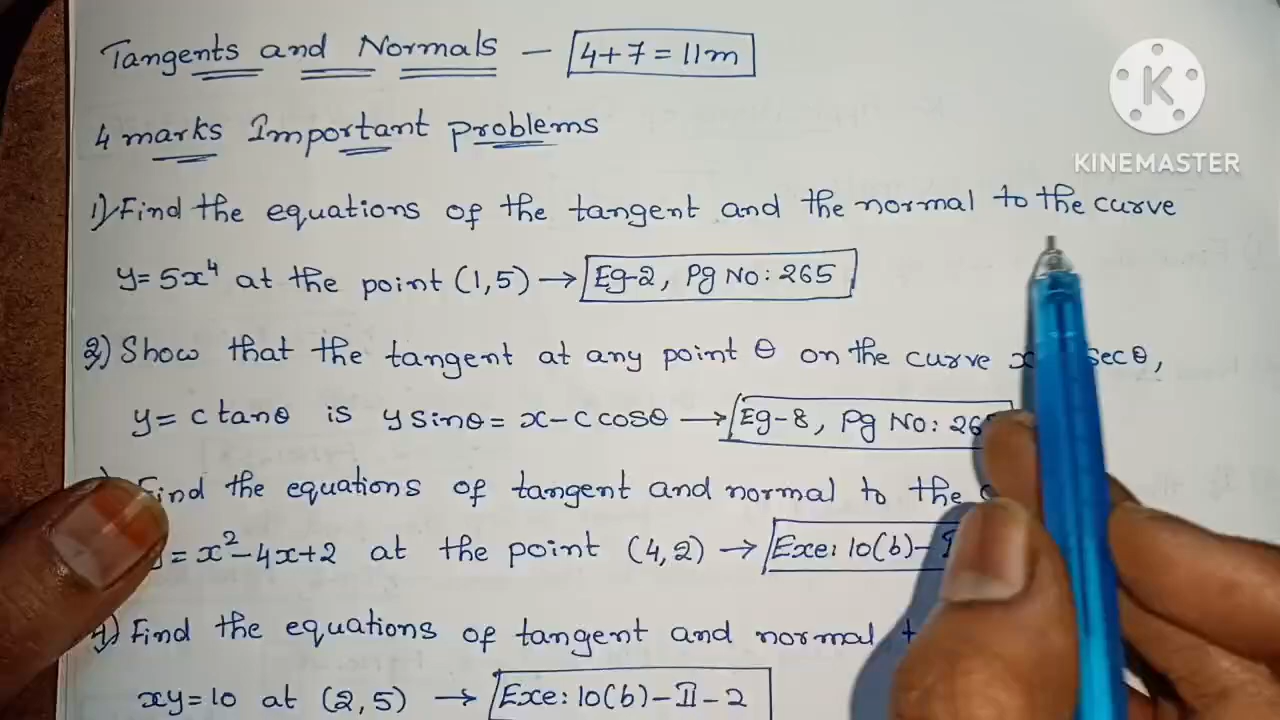 Tangents and Normals — 4+7=11m
KINEMASTER
4 marks Important problems
1) Find the equations of the tangent and the normal to the curve
y=5x⁴ at the point (1,5) → Eg-2, Pg No: 265
2) Show that the tangent at any point θ on the curve x secθ,
y= c tanθ is y sinθ= x-c cosθ → Eg-8, Pg No:
Find the equations of tangent and normal to the
= x²-4x+2 at the point (4,2) → Exe: 10(b)-
4) Find the equations of tangent and normal
xy=10 at (2,5) → Exe: 10(b)-II-2